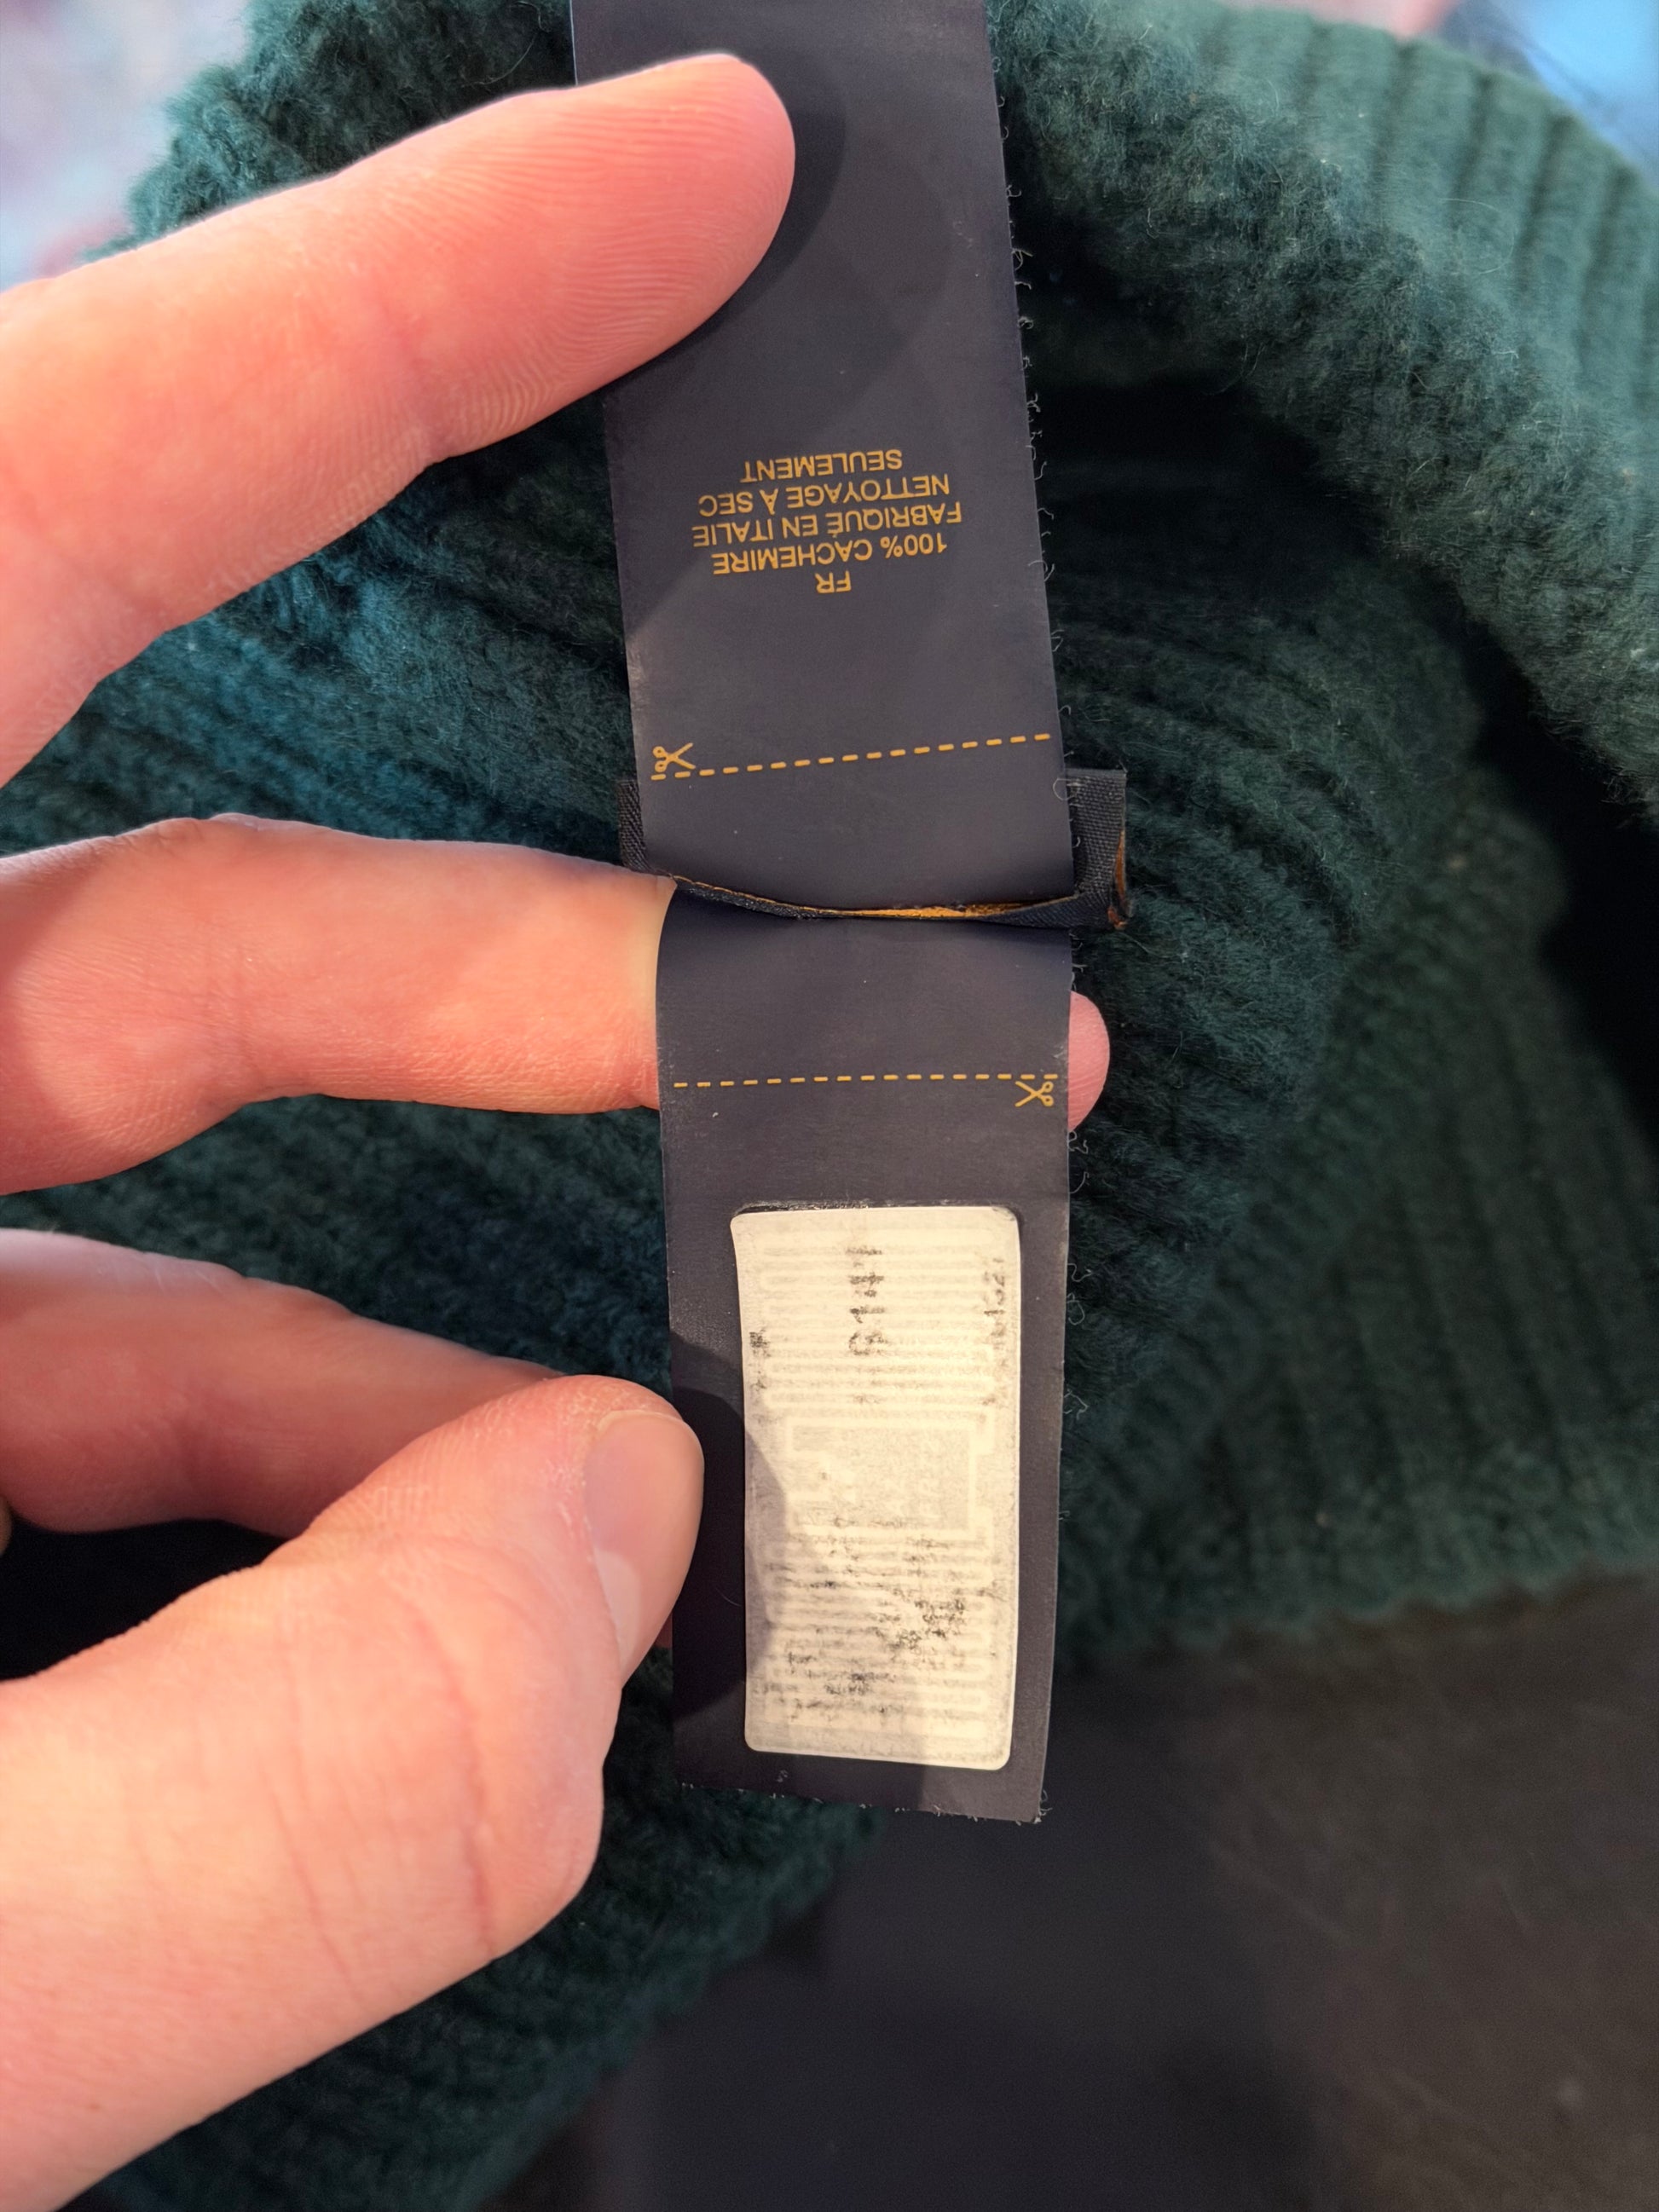 FR
100% CACHEMIRE
FABRIQUÉ EN ITALIE
NETTOYAGE À SEC
SEULEMENT